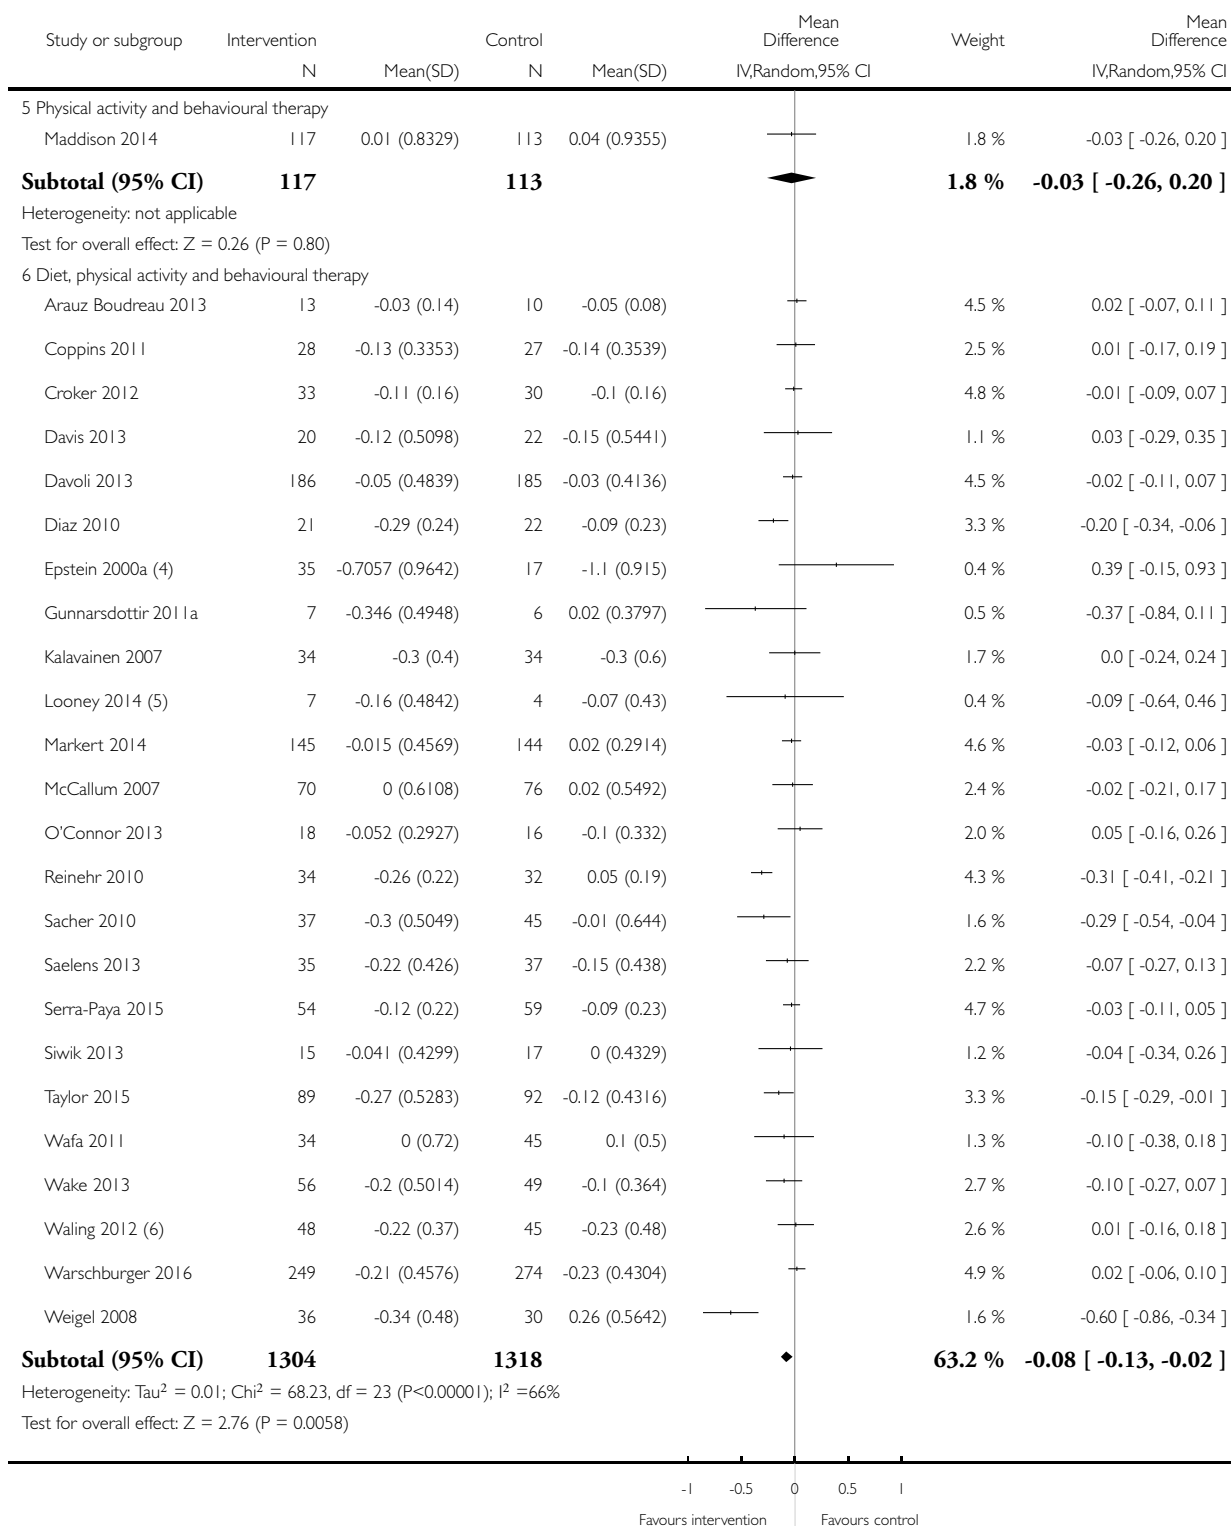 Mean Mean
Study or subgroup Intervention Control Difference Weight Difference
N Mean(SD) N Mean(SD) IV,Random,95% CI IV,Random,95% CI
5 Physical activity and behavioural therapy
Maddison 2014 117 0.01 (0.8329) 113 0.04 (0.9355) 1.8 % -0.03 [ -0.26, 0.20 ]
Subtotal (95% CI) 117 113 1.8 % -0.03 [ -0.26, 0.20 ]
Heterogeneity: not applicable
Test for overall effect: Z = 0.26 (P = 0.80)
6 Diet, physical activity and behavioural therapy
Arauz Boudreau 2013 13 -0.03 (0.14) 10 -0.05 (0.08) 4.5 % 0.02 [ -0.07, 0.11 ]
Coppins 2011 28 -0.13 (0.3353) 27 -0.14 (0.3539) 2.5 % 0.01 [ -0.17, 0.19 ]
Croker 2012 33 -0.11 (0.16) 30 -0.1 (0.16) 4.8 % -0.01 [ -0.09, 0.07 ]
Davis 2013 20 -0.12 (0.5098) 22 -0.15 (0.5441) 1.1 % 0.03 [ -0.29, 0.35 ]
Davoli 2013 186 -0.05 (0.4839) 185 -0.03 (0.4136) 4.5 % -0.02 [ -0.11, 0.07 ]
Diaz 2010 21 -0.29 (0.24) 22 -0.09 (0.23) 3.3 % -0.20 [ -0.34, -0.06 ]
Epstein 2000a (4) 35 -0.7057 (0.9642) 17 -1.1 (0.915) 0.4 % 0.39 [ -0.15, 0.93 ]
Gunnarsdottir 2011a 7 -0.346 (0.4948) 6 0.02 (0.3797) 0.5 % -0.37 [ -0.84, 0.11 ]
Kalavainen 2007 34 -0.3 (0.4) 34 -0.3 (0.6) 1.7 % 0.0 [ -0.24, 0.24 ]
Looney 2014 (5) 7 -0.16 (0.4842) 4 -0.07 (0.43) 0.4 % -0.09 [ -0.64, 0.46 ]
Markert 2014 145 -0.015 (0.4569) 144 0.02 (0.2914) 4.6 % -0.03 [ -0.12, 0.06 ]
McCallum 2007 70 0 (0.6108) 76 0.02 (0.5492) 2.4 % -0.02 [ -0.21, 0.17 ]
O'Connor 2013 18 -0.052 (0.2927) 16 -0.1 (0.332) 2.0 % 0.05 [ -0.16, 0.26 ]
Reinehr 2010 34 -0.26 (0.22) 32 0.05 (0.19) 4.3 % -0.31 [ -0.41, -0.21 ]
Sacher 2010 37 -0.3 (0.5049) 45 -0.01 (0.644) 1.6 % -0.29 [ -0.54, -0.04 ]
Saelens 2013 35 -0.22 (0.426) 37 -0.15 (0.438) 2.2 % -0.07 [ -0.27, 0.13 ]
Serra-Paya 2015 54 -0.12 (0.22) 59 -0.09 (0.23) 4.7 % -0.03 [ -0.11, 0.05 ]
Siwik 2013 15 -0.041 (0.4299) 17 0 (0.4329) 1.2 % -0.04 [ -0.34, 0.26 ]
Taylor 2015 89 -0.27 (0.5283) 92 -0.12 (0.4316) 3.3 % -0.15 [ -0.29, -0.01 ]
Wafa 2011 34 0 (0.72) 45 0.1 (0.5) 1.3 % -0.10 [ -0.38, 0.18 ]
Wake 2013 56 -0.2 (0.5014) 49 -0.1 (0.364) 2.7 % -0.10 [ -0.27, 0.07 ]
Waling 2012 (6) 48 -0.22 (0.37) 45 -0.23 (0.48) 2.6 % 0.01 [ -0.16, 0.18 ]
Warschburger 2016 249 -0.21 (0.4576) 274 -0.23 (0.4304) 4.9 % 0.02 [ -0.06, 0.10 ]
Weigel 2008 36 -0.34 (0.48) 30 0.26 (0.5642) 1.6 % -0.60 [ -0.86, -0.34 ]
Subtotal (95% CI) 1304 1318 63.2 % -0.08 [ -0.13, -0.02 ]
Heterogeneity: Tau² = 0.01; Chi² = 68.23, df = 23 (P<0.00001); I² =66%
Test for overall effect: Z = 2.76 (P = 0.0058)
-1 -0.5 0 0.5 1
Favours intervention Favours control